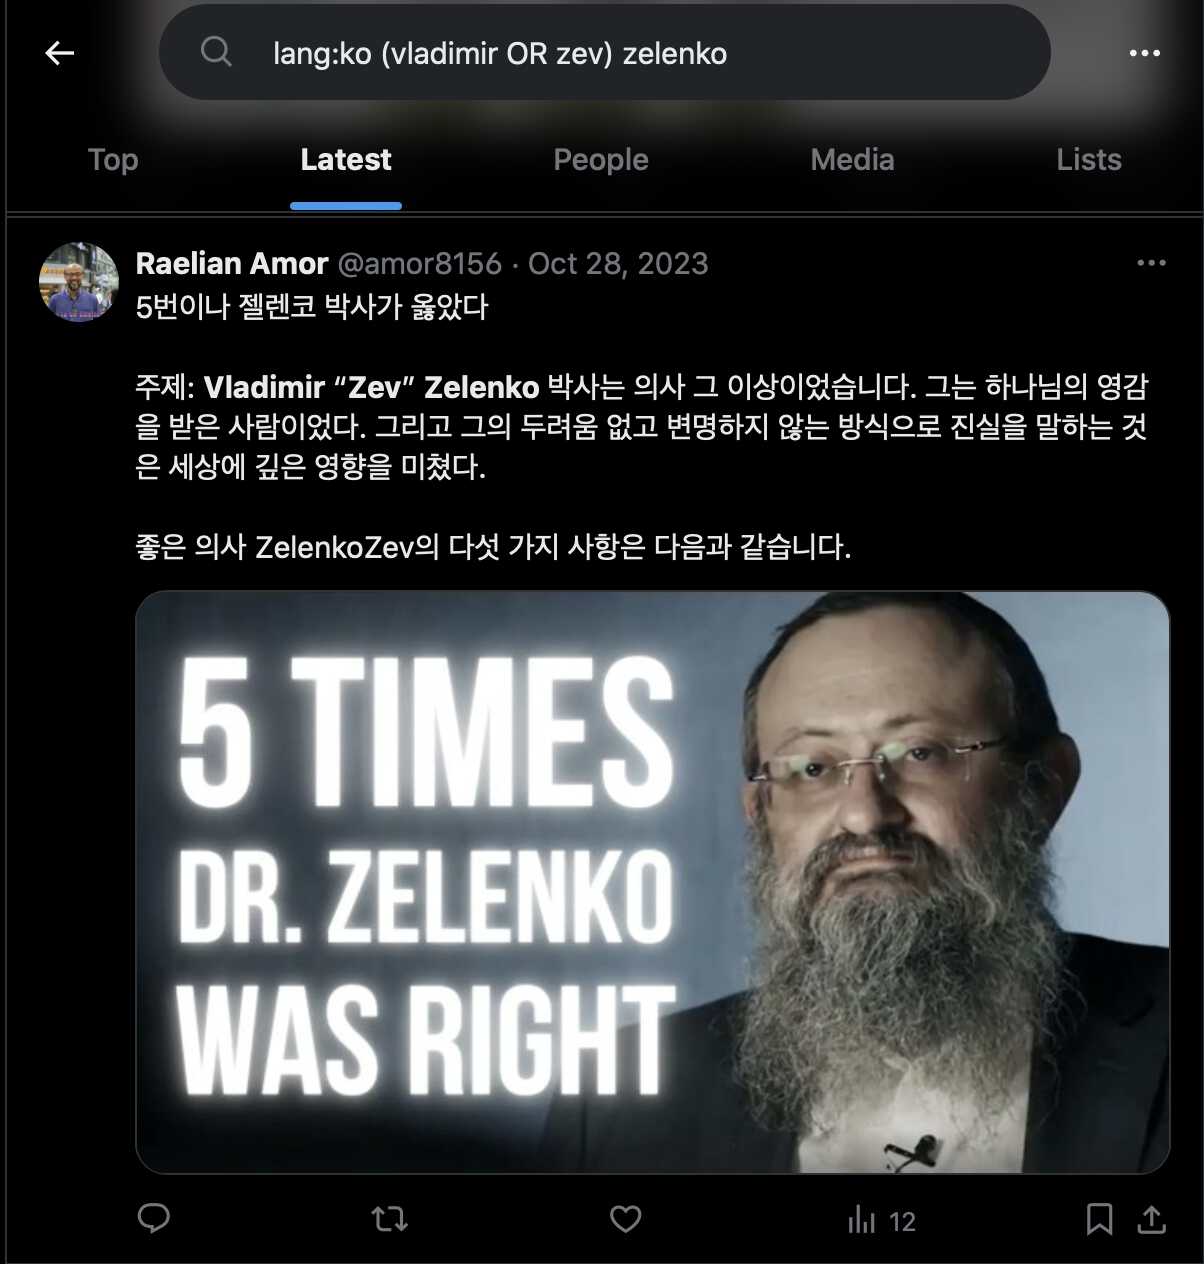 lang:ko (vladimir OR zev) zelenko
Top
Latest
People
Media
Lists
Raelian Amor @amor8156 · Oct 28, 2023
5번이나 젤렌코 박사가 옳았다
주제: Vladimir “Zev” Zelenko 박사는 의사 그 이상이었습니다. 그는 하나님의 영감
을 받은 사람이었다. 그리고 그의 두려움 없고 변명하지 않는 방식으로 진실을 말하는 것
은 세상에 깊은 영향을 미쳤다.
좋은 의사 ZelenkoZev의 다섯 가지 사항은 다음과 같습니다.
5 TIMES
DR. ZELENKO
WAS RIGHT
12